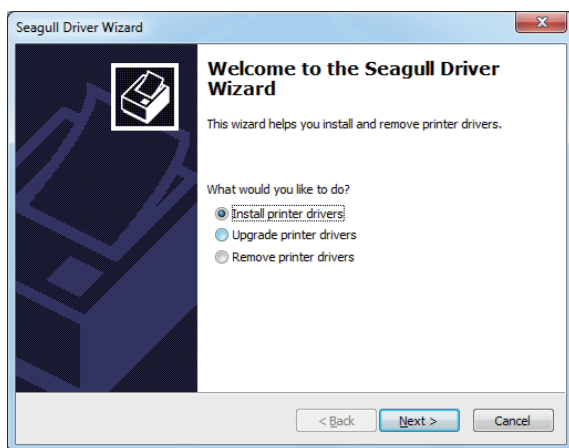 Seagull Driver Wizard
Welcome to the Seagull Driver
Wizard
This wizard helps you install and remove printer drivers.
What would you like to do?
Install printer drivers
Upgrade printer drivers
Remove printer drivers
< Back Next > Cancel